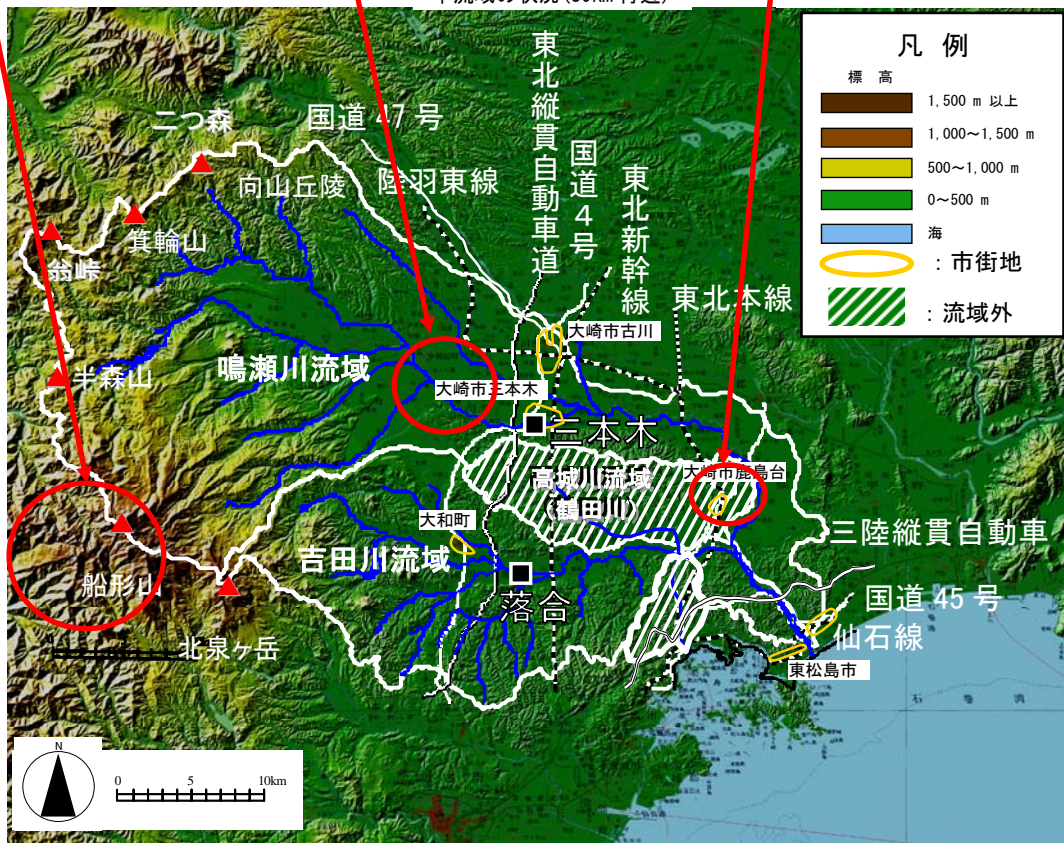 凡 例
標 高
1,500 m 以上
1,000～1,500 m
500～1,000 m
0～500 m
海
：市街地
：流域外
二つ森
国道 47 号
東北縦貫自動車道
国道４号
東北新幹線
向山丘陵
陸羽東線
箕輪山
翁峠
東北本線
大崎市古川
鳴瀬川流域
半森山
大崎市三本木
三本木
高城川流域
(鶴田川)
大崎市鹿島台
大和町
吉田川流域
三陸縦貫自動車
船形山
落合
国道 45 号
仙石線
北泉ヶ岳
東松島市
石 巻 湾
N
0 5 10km